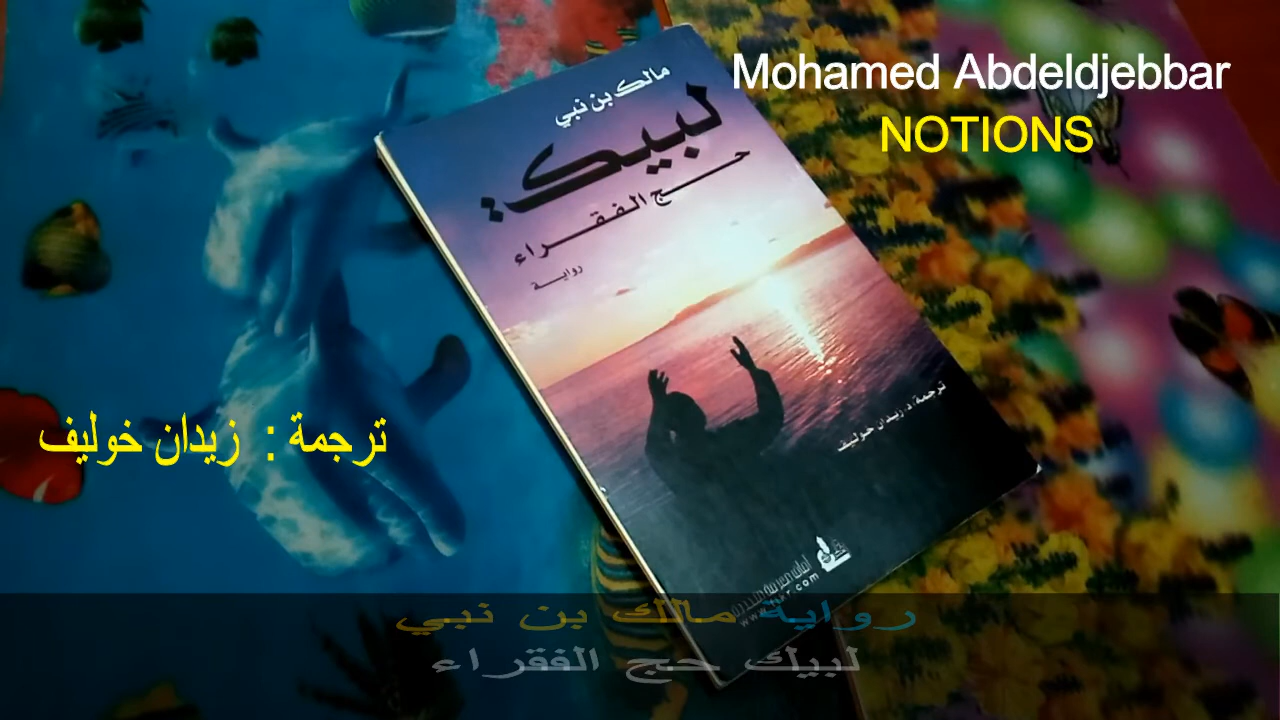 Mohamed Abdeldjebbar
NOTIONS
مالك بن نبي
لبيك:
حج الفقراء
رواية
ترجمة: د. زيدان خوليف
ترجمة : زيدان خوليف
رواية مالك بن نبي
لبيك حج الفقراء